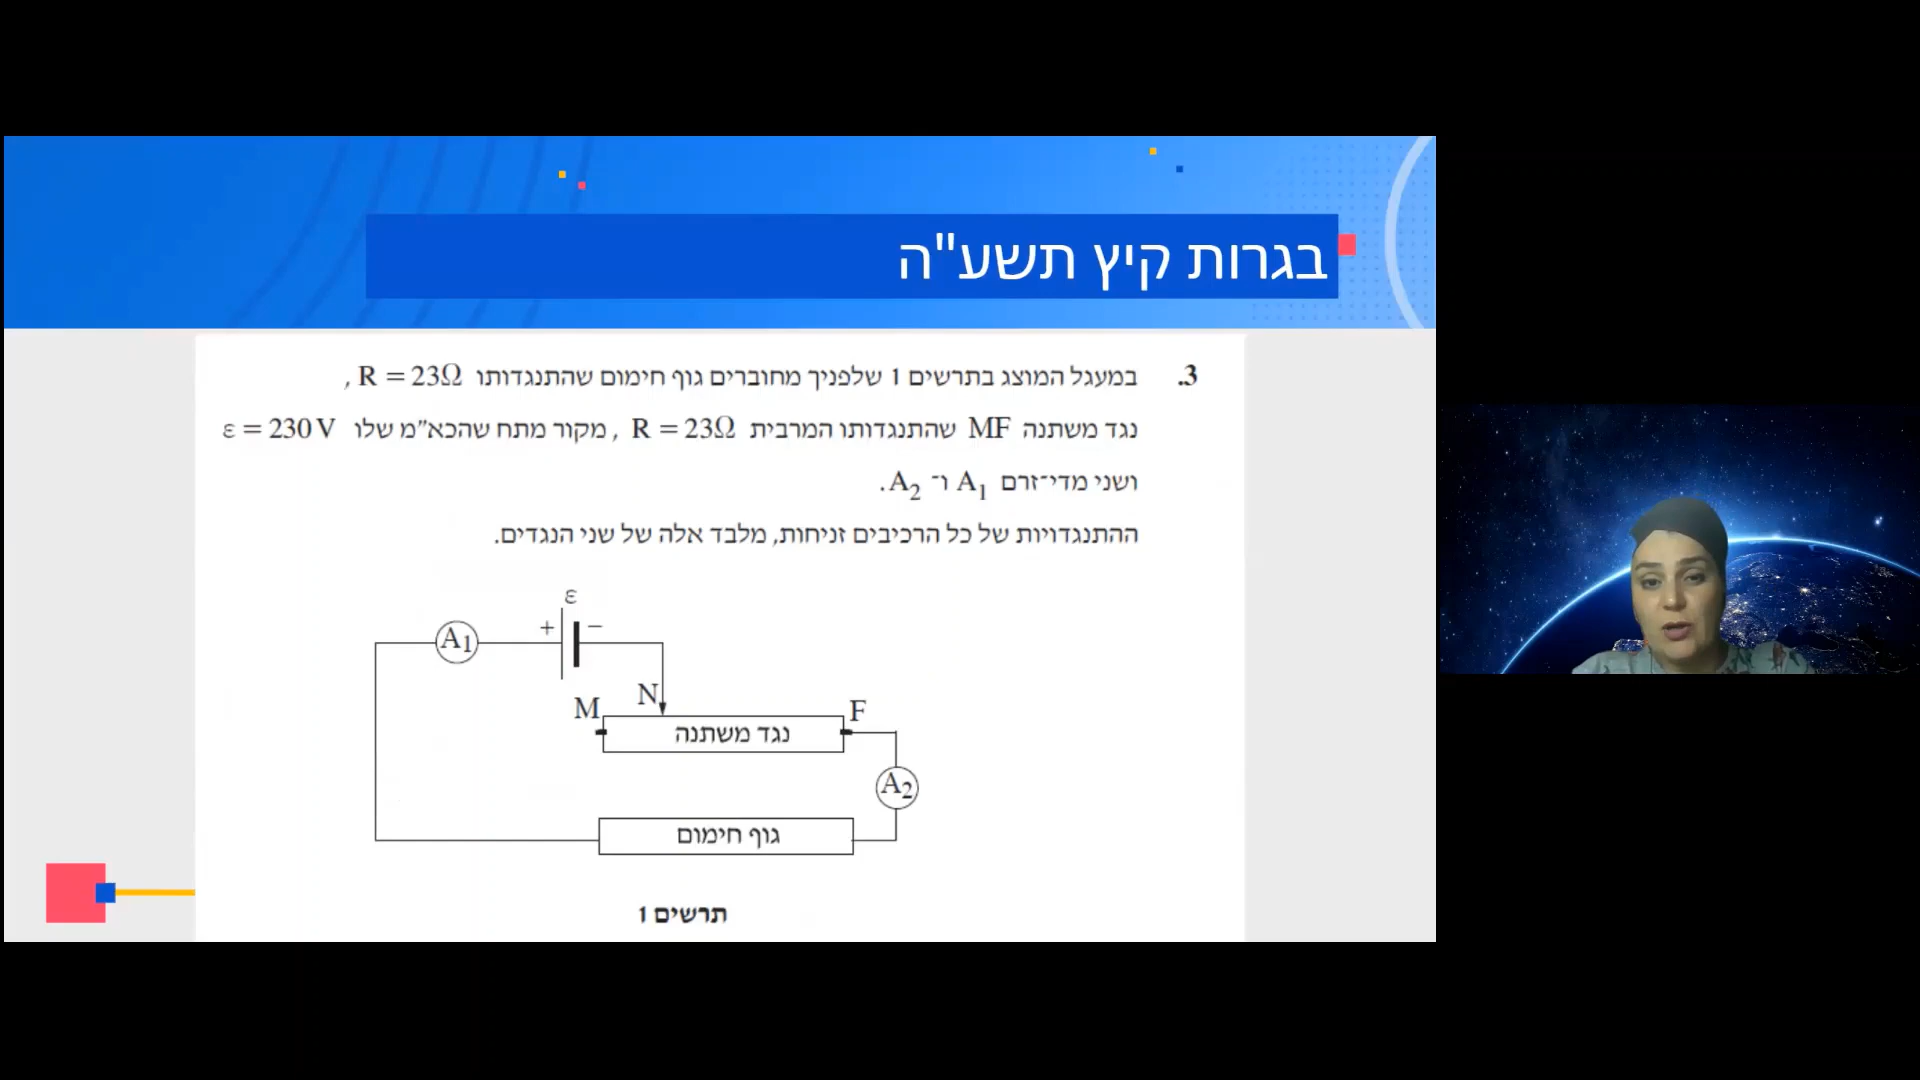 בגרות קיץ תשע"ה
3. במעגל המוצג בתרשים 1 שלפניך מחוברים גוף חימום שהתנגדותו R = 23Ω ,
נגד משתנה MF שהתנגדותו המרבית R = 23Ω , מקור מתח שהכא"מ שלו ε = 230 V
ושני מדי־זרם A1 ו־ A2.
ההתנגדויות של כל הרכיבים זניחות, מלבד אלה של שני הנגדים.
ε
+ −
A1
M N F
נגד משתנה
A2
גוף חימום
תרשים 1